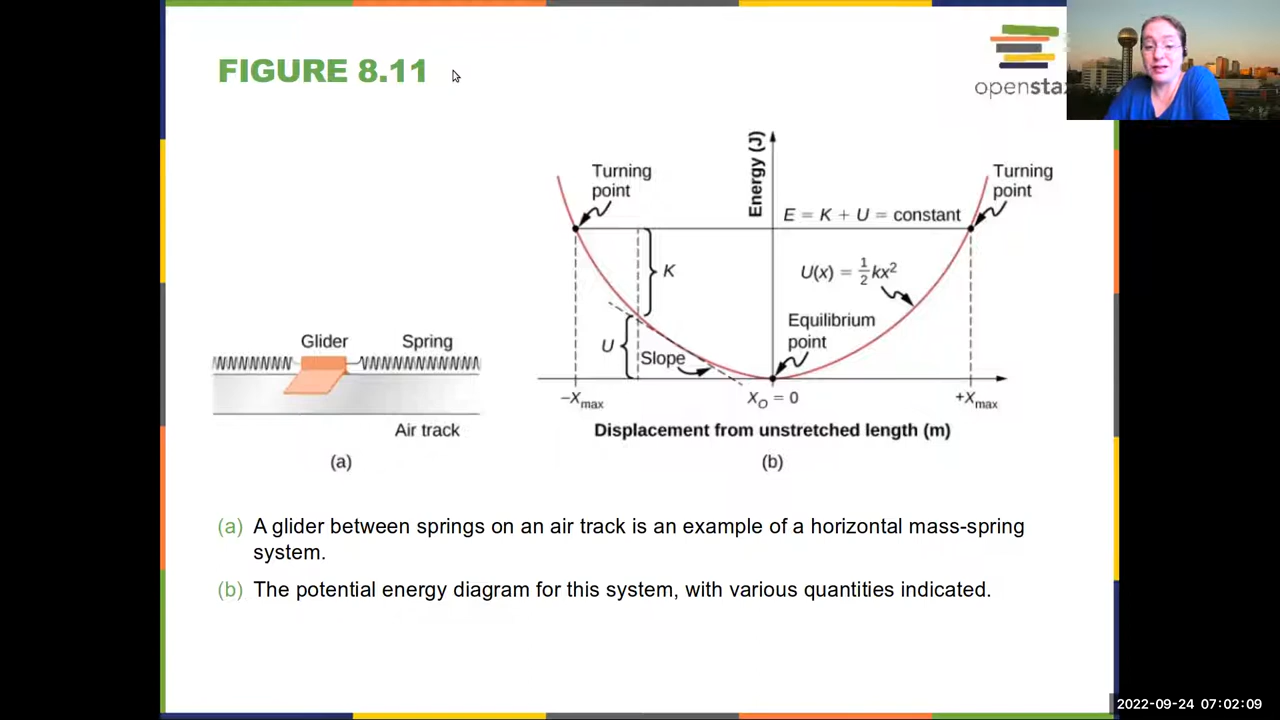 FIGURE 8.11
openstax
Energy (J)
Turning
point
Turning
point
E = K + U = constant
K
U(x) = ½kx²
Glider
Spring
Equilibrium
point
U
Slope
–Xmax
XO = 0
+Xmax
Air track
Displacement from unstretched length (m)
(a)
(b)
(a) A glider between springs on an air track is an example of a horizontal mass-spring
system.
(b) The potential energy diagram for this system, with various quantities indicated.
2022-09-24 07:02:09